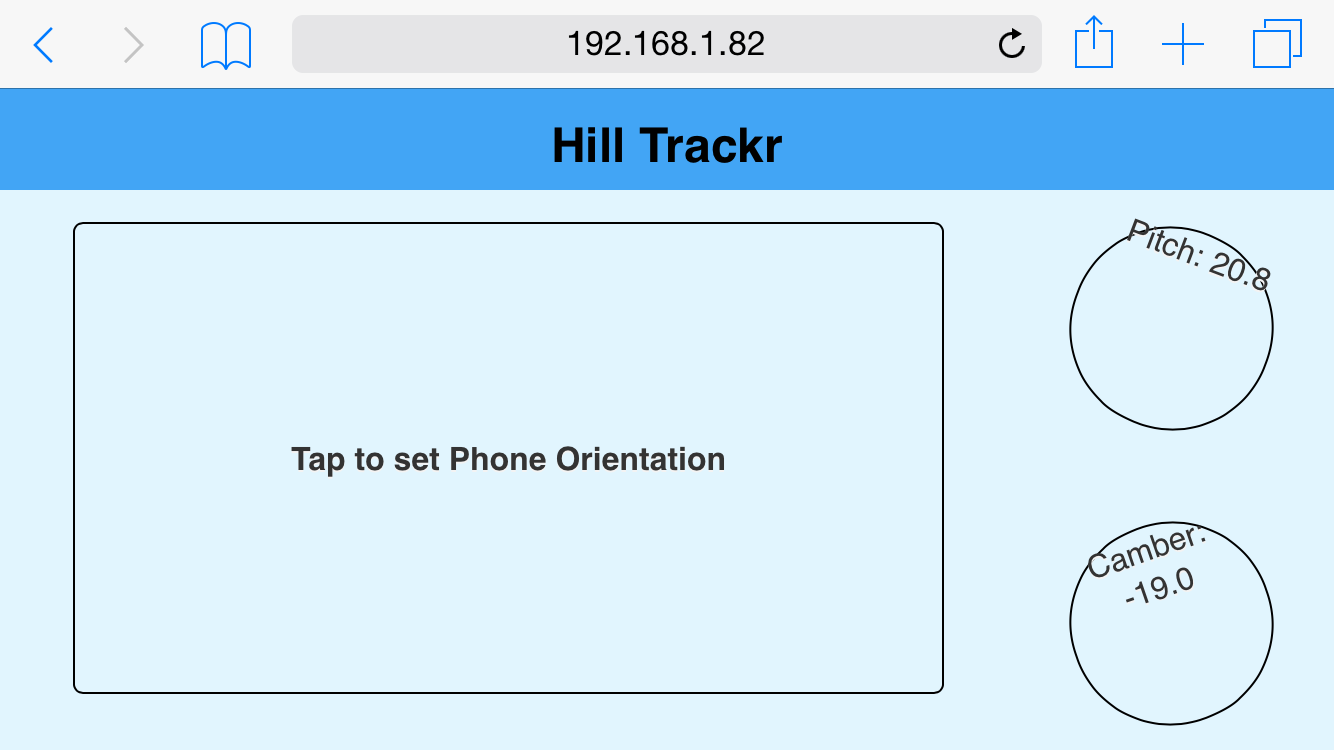 192.168.1.82
Hill Trackr
Tap to set Phone Orientation
Pitch: 20.8
Camber:
-19.0